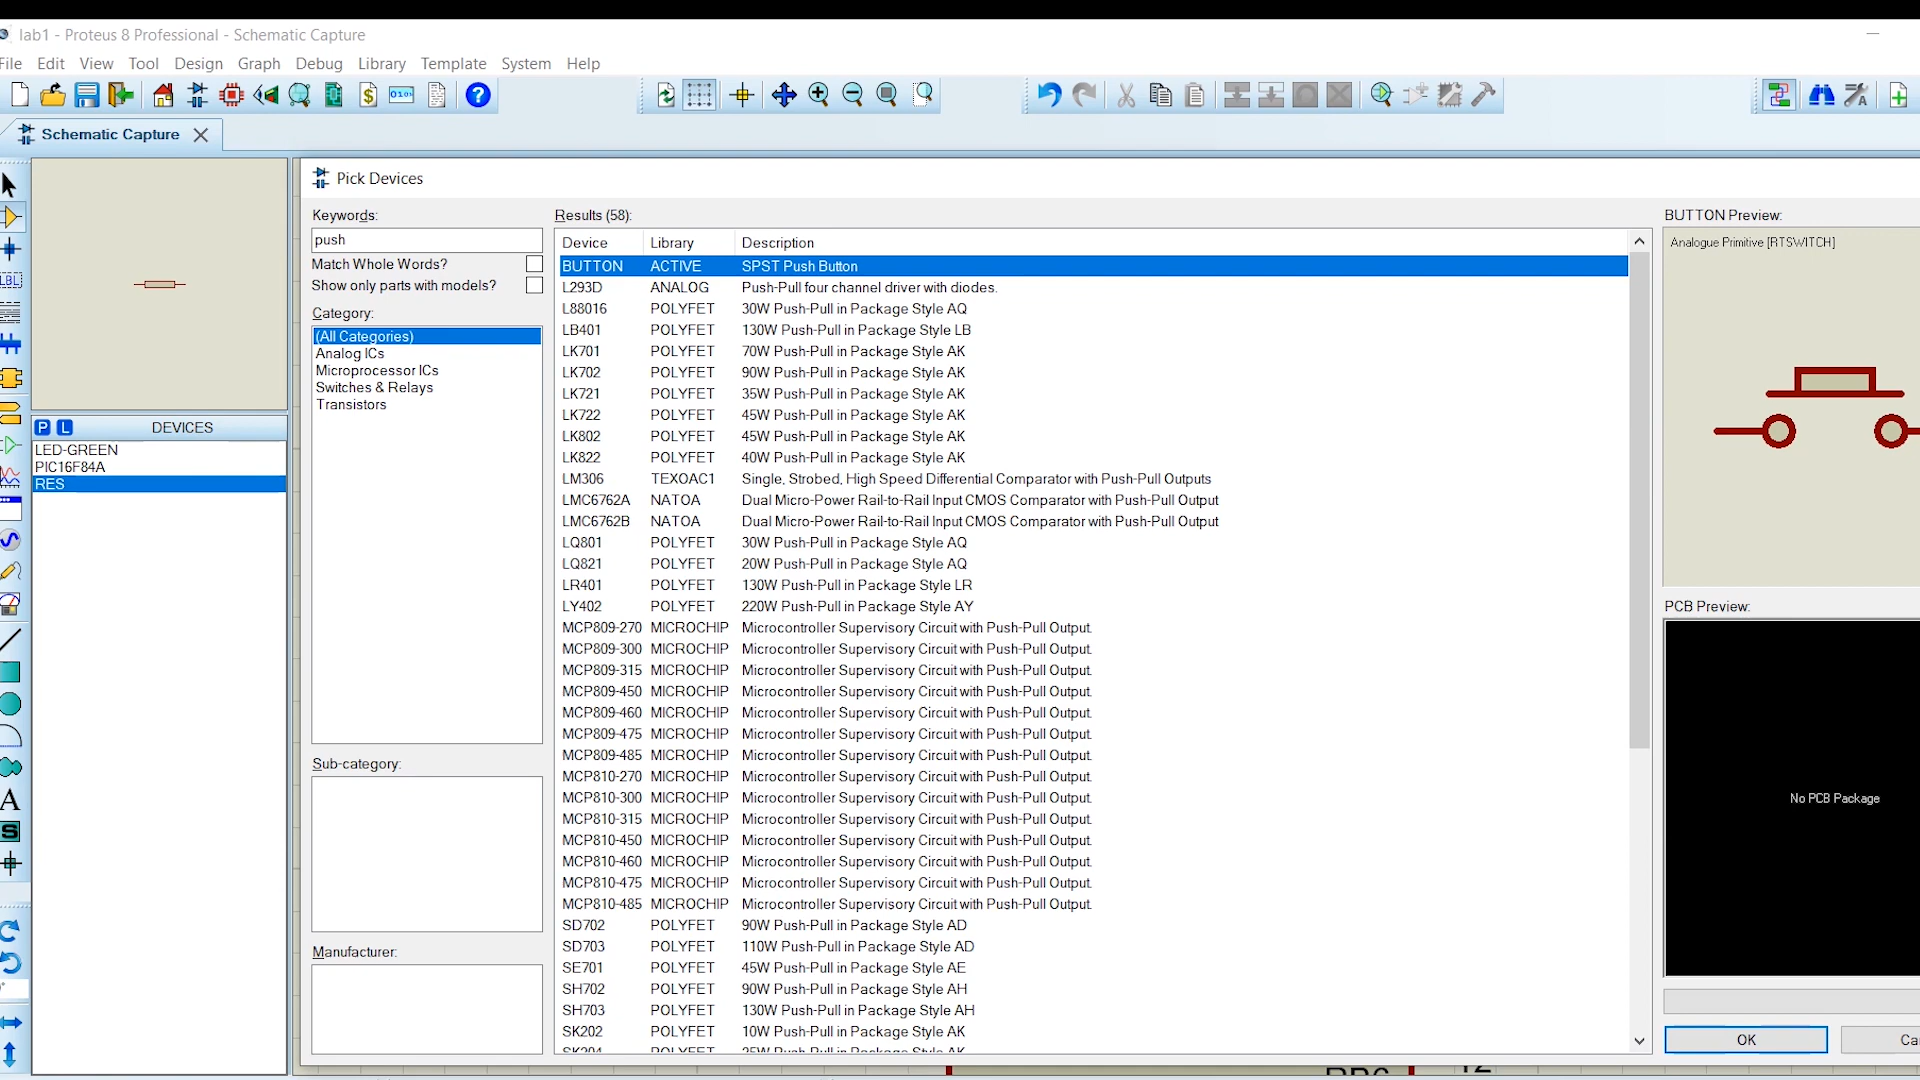 lab1 - Proteus 8 Professional - Schematic Capture
File Edit View Tool Design Graph Debug Library Template System Help
Schematic Capture
Pick Devices
Keywords:
push
Match Whole Words?
Show only parts with models?
Category:
(All Categories)
Analog ICs
Microprocessor ICs
Switches & Relays
Transistors
Sub-category:
Manufacturer:
P L DEVICES
LED-GREEN
PIC16F84A
RES
LBL
A
S
Results (58):
Device Library Description
BUTTON ACTIVE SPST Push Button
L293D ANALOG Push-Pull four channel driver with diodes.
L88016 POLYFET 30W Push-Pull in Package Style AQ
LB401 POLYFET 130W Push-Pull in Package Style LB
LK701 POLYFET 70W Push-Pull in Package Style AK
LK702 POLYFET 90W Push-Pull in Package Style AK
LK721 POLYFET 35W Push-Pull in Package Style AK
LK722 POLYFET 45W Push-Pull in Package Style AK
LK802 POLYFET 45W Push-Pull in Package Style AK
LK822 POLYFET 40W Push-Pull in Package Style AK
LM306 TEXOAC1 Single, Strobed, High Speed Differential Comparator with Push-Pull Outputs
LMC6762A NATOA Dual Micro-Power Rail-to-Rail Input CMOS Comparator with Push-Pull Output
LMC6762B NATOA Dual Micro-Power Rail-to-Rail Input CMOS Comparator with Push-Pull Output
LQ801 POLYFET 30W Push-Pull in Package Style AQ
LQ821 POLYFET 20W Push-Pull in Package Style AQ
LR401 POLYFET 130W Push-Pull in Package Style LR
LY402 POLYFET 220W Push-Pull in Package Style AY
MCP809-270 MICROCHIP Microcontroller Supervisory Circuit with Push-Pull Output.
MCP809-300 MICROCHIP Microcontroller Supervisory Circuit with Push-Pull Output.
MCP809-315 MICROCHIP Microcontroller Supervisory Circuit with Push-Pull Output.
MCP809-450 MICROCHIP Microcontroller Supervisory Circuit with Push-Pull Output.
MCP809-460 MICROCHIP Microcontroller Supervisory Circuit with Push-Pull Output.
MCP809-475 MICROCHIP Microcontroller Supervisory Circuit with Push-Pull Output.
MCP809-485 MICROCHIP Microcontroller Supervisory Circuit with Push-Pull Output.
MCP810-270 MICROCHIP Microcontroller Supervisory Circuit with Push-Pull Output.
MCP810-300 MICROCHIP Microcontroller Supervisory Circuit with Push-Pull Output.
MCP810-315 MICROCHIP Microcontroller Supervisory Circuit with Push-Pull Output.
MCP810-450 MICROCHIP Microcontroller Supervisory Circuit with Push-Pull Output.
MCP810-460 MICROCHIP Microcontroller Supervisory Circuit with Push-Pull Output.
MCP810-475 MICROCHIP Microcontroller Supervisory Circuit with Push-Pull Output.
MCP810-485 MICROCHIP Microcontroller Supervisory Circuit with Push-Pull Output.
SD702 POLYFET 90W Push-Pull in Package Style AD
SD703 POLYFET 110W Push-Pull in Package Style AD
SE701 POLYFET 45W Push-Pull in Package Style AE
SH702 POLYFET 90W Push-Pull in Package Style AH
SH703 POLYFET 130W Push-Pull in Package Style AH
SK202 POLYFET 10W Push-Pull in Package Style AK
SK204 POLYFET 25W Push-Pull in Package Style AK
BUTTON Preview:
Analogue Primitive [RTSWITCH]
PCB Preview:
No PCB Package
OK
Ca
12